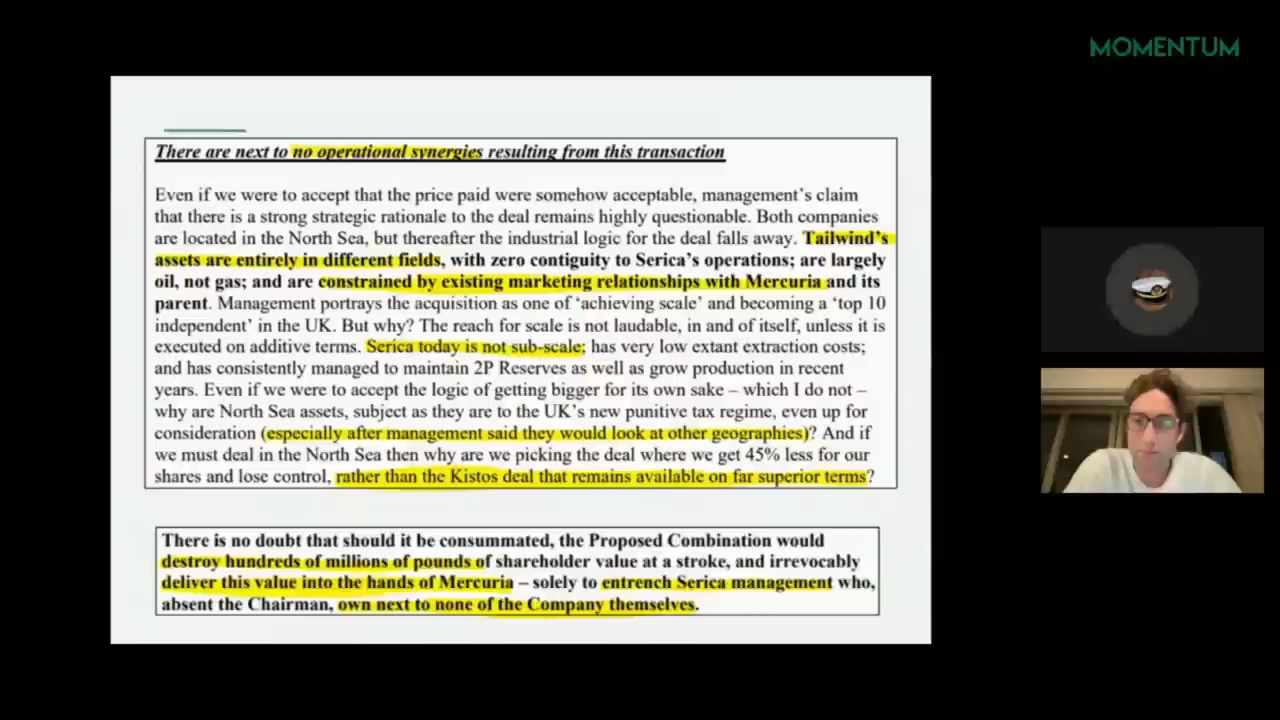 MOMENTUM
There are next to no operational synergies resulting from this transaction
Even if we were to accept that the price paid were somehow acceptable, management's claim
that there is a strong strategic rationale to the deal remains highly questionable. Both companies
are located in the North Sea, but thereafter the industrial logic for the deal falls away. Tailwind's
assets are entirely in different fields, with zero contiguity to Serica's operations; are largely
oil, not gas; and are constrained by existing marketing relationships with Mercuria and its
parent. Management portrays the acquisition as one of 'achieving scale' and becoming a 'top 10
independent' in the UK. But why? The reach for scale is not laudable, in and of itself, unless it is
executed on additive terms. Serica today is not sub-scale; has very low extant extraction costs;
and has consistently managed to maintain 2P Reserves as well as grow production in recent
years. Even if we were to accept the logic of getting bigger for its own sake – which I do not –
why are North Sea assets, subject as they are to the UK's new punitive tax regime, even up for
consideration (especially after management said they would look at other geographies)? And if
we must deal in the North Sea then why are we picking the deal where we get 45% less for our
shares and lose control, rather than the Kistos deal that remains available on far superior terms?
There is no doubt that should it be consummated, the Proposed Combination would
destroy hundreds of millions of pounds of shareholder value at a stroke, and irrevocably
deliver this value into the hands of Mercuria – solely to entrench Serica management who,
absent the Chairman, own next to none of the Company themselves.